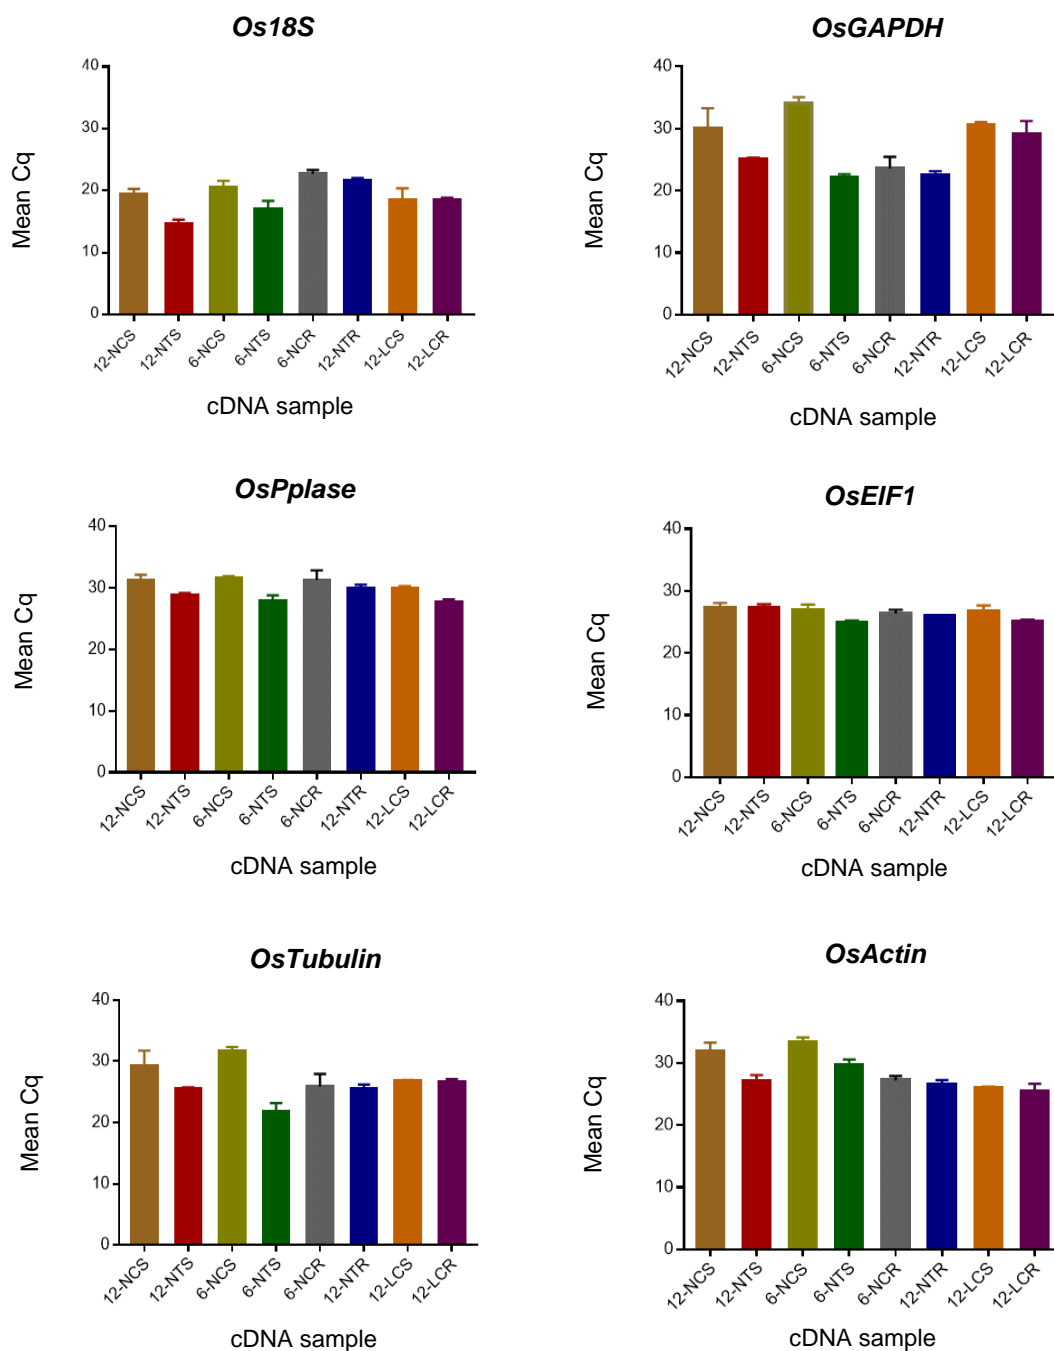 Os18S
40
30
20
10
0
Mean Cq
12-NCS
12-NTS
6-NCS
6-NTS
6-NCR
12-NTR
12-LCS
12-LCR
cDNA sample
OsGAPDH
40
30
20
10
0
Mean Cq
12-NCS
12-NTS
6-NCS
6-NTS
6-NCR
12-NTR
12-LCS
12-LCR
cDNA sample
OsPplase
40
30
20
10
0
Mean Cq
12-NCS
12-NTS
6-NCS
6-NTS
6-NCR
12-NTR
12-LCS
12-LCR
cDNA sample
OsEIF1
40
30
20
10
0
Mean Cq
12-NCS
12-NTS
6-NCS
6-NTS
6-NCR
12-NTR
12-LCS
12-LCR
cDNA sample
OsTubulin
40
30
20
10
0
Mean Cq
12-NCS
12-NTS
6-NCS
6-NTS
6-NCR
12-NTR
12-LCS
12-LCR
cDNA sample
OsActin
40
30
20
10
0
Mean Cq
12-NCS
12-NTS
6-NCS
6-NTS
6-NCR
12-NTR
12-LCS
12-LCR
cDNA sample